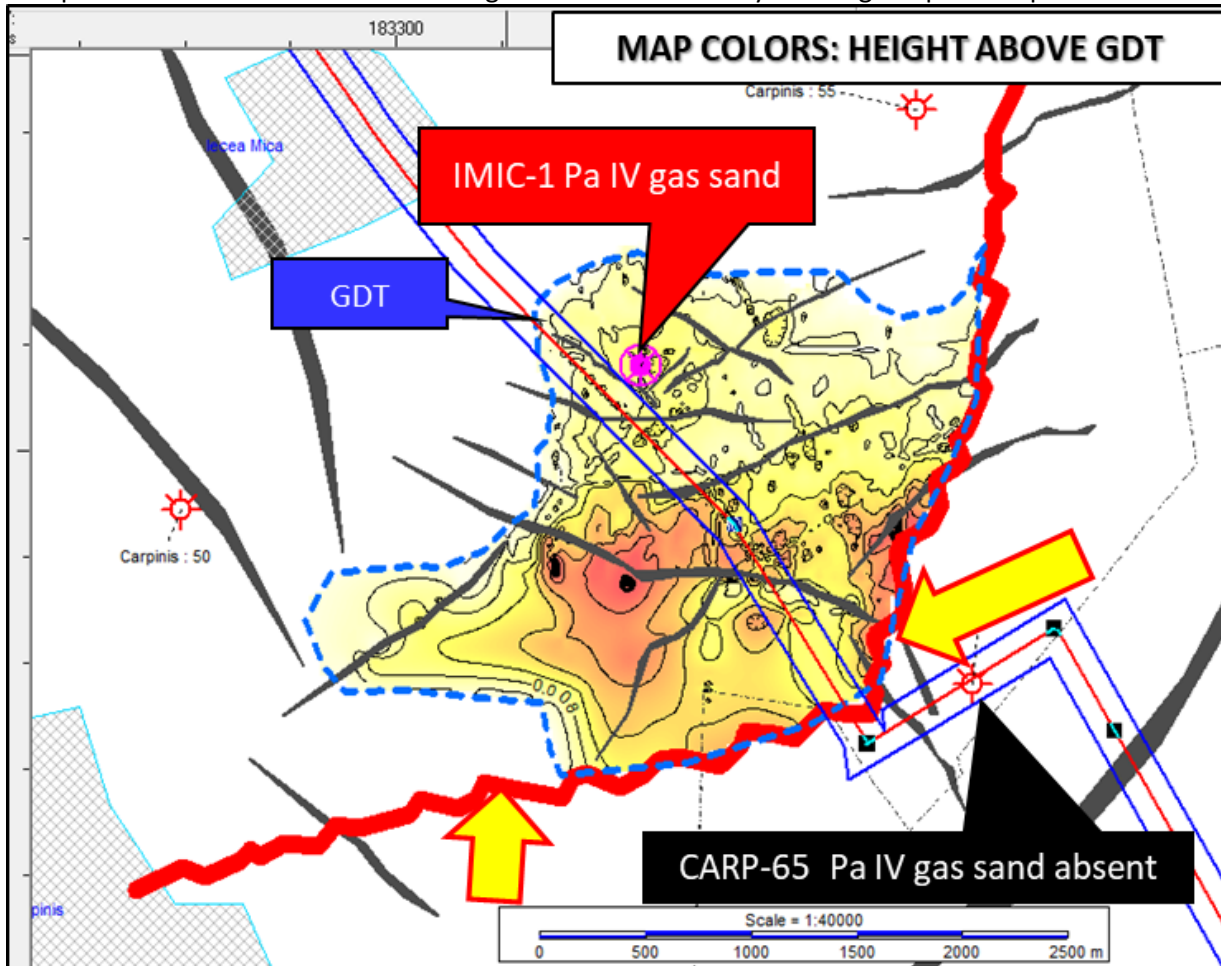 183300
MAP COLORS: HEIGHT ABOVE GDT
Carpinis : 55
Iecea Mica
IMIC-1 Pa IV gas sand
GDT
Carpinis : 50
0.008
CARP-65 Pa IV gas sand absent
pinis
Scale = 1:40000
0 500 1000 1500 2000 2500 m